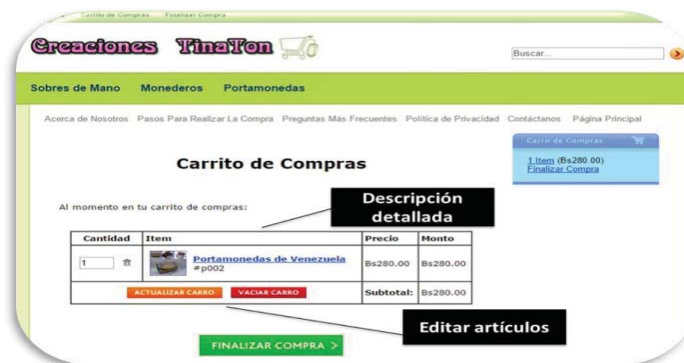 Carrito de Compras Finalizar Compra
Creaciones TinaTon
Buscar...
Sobres de Mano Monederos Portamonedas
Acerca de Nosotros Pasos Para Realizar La Compra Preguntas Más Frecuentes Política de Privacidad Contáctanos Página Principal
Carro de Compras
1 Item (Bs280.00)
Finalizar Compra
Carrito de Compras
Al momento en tu carrito de compras:
Descripción
detallada
Cantidad Item Precio Monto
1 Portamonedas de Venezuela Bs280.00 Bs280.00
#p002
ACTUALIZAR CARRO VACIAR CARRO Subtotal: Bs280.00
Editar artículos
FINALIZAR COMPRA >